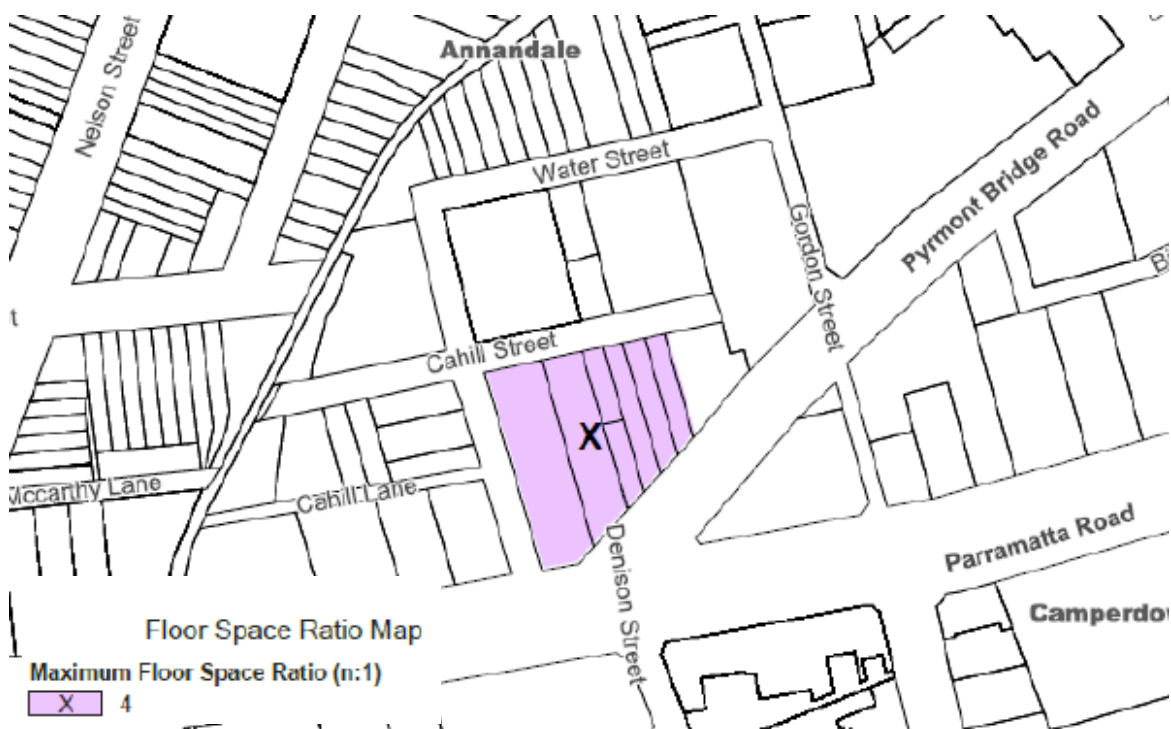 Annandale
Nelson Street
Water Street
Pyrmont Bridge Road
Gordon Street
Cahill Street
X
Mccarthy Lane
Cahill Lane
Denison Street
Parramatta Road
Floor Space Ratio Map
Maximum Floor Space Ratio (n:1)
X 4